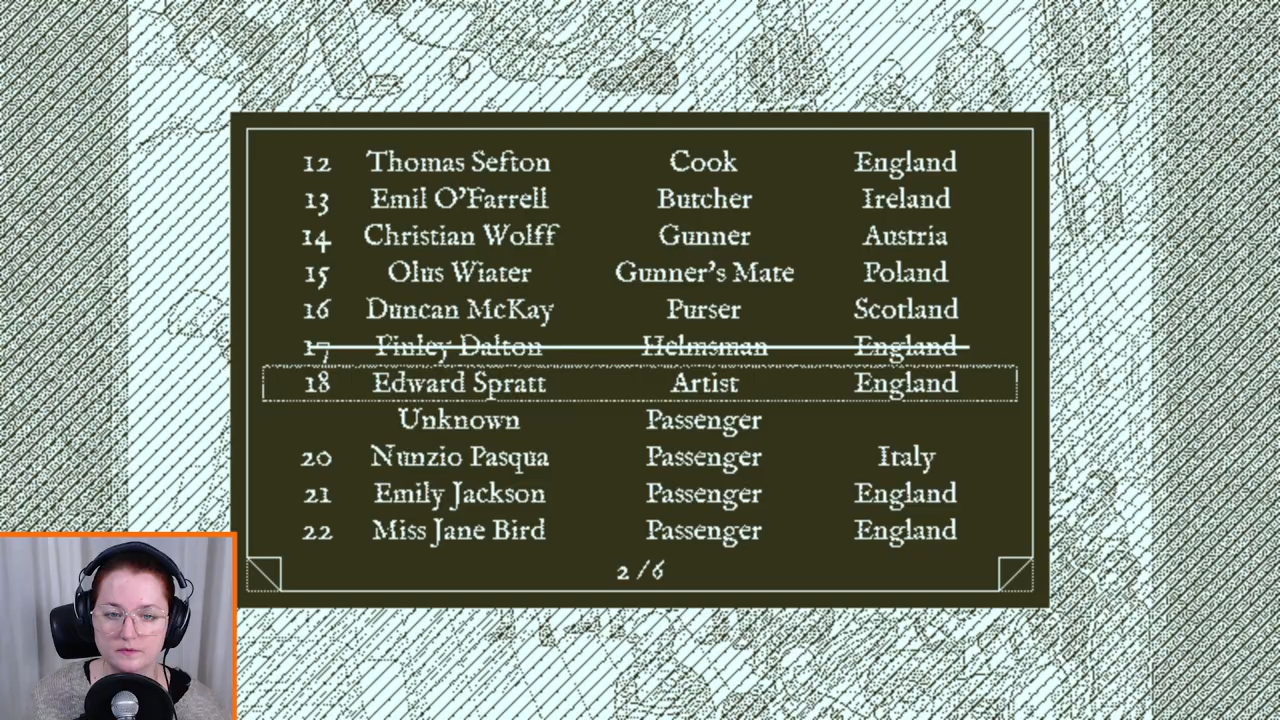 12 Thomas Sefton Cook England
13 Emil O'Farrell Butcher Ireland
14 Christian Wolff Gunner Austria
15 Olus Wiater Gunner's Mate Poland
16 Duncan McKay Purser Scotland
17 Finley Dalton Helmsman England
18 Edward Spratt Artist England
Unknown Passenger
20 Nunzio Pasqua Passenger Italy
21 Emily Jackson Passenger England
22 Miss Jane Bird Passenger England
2/6